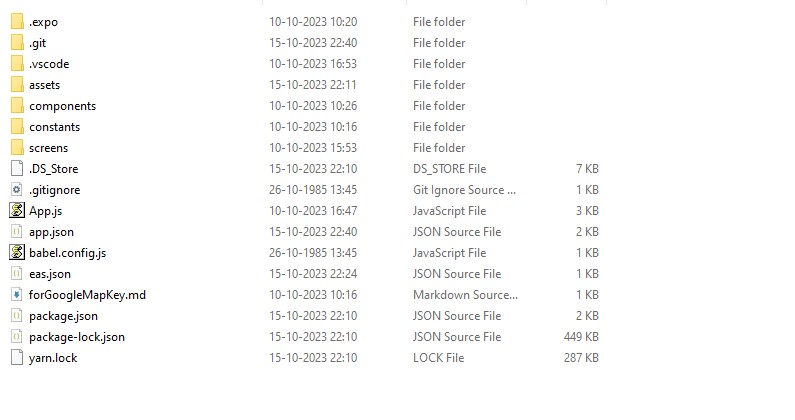 .expo 10-10-2023 10:20 File folder
.git 15-10-2023 22:40 File folder
.vscode 10-10-2023 16:53 File folder
assets 15-10-2023 22:11 File folder
components 10-10-2023 10:26 File folder
constants 10-10-2023 10:16 File folder
screens 10-10-2023 15:53 File folder
.DS_Store 15-10-2023 22:10 DS_STORE File 7 KB
.gitignore 26-10-1985 13:45 Git Ignore Source ... 1 KB
App.js 10-10-2023 16:47 JavaScript File 3 KB
app.json 15-10-2023 22:40 JSON Source File 2 KB
babel.config.js 26-10-1985 13:45 JavaScript File 1 KB
eas.json 15-10-2023 22:24 JSON Source File 1 KB
forGoogleMapKey.md 10-10-2023 10:16 Markdown Source... 1 KB
package.json 15-10-2023 22:10 JSON Source File 2 KB
package-lock.json 15-10-2023 22:10 JSON Source File 449 KB
yarn.lock 15-10-2023 22:10 LOCK File 287 KB